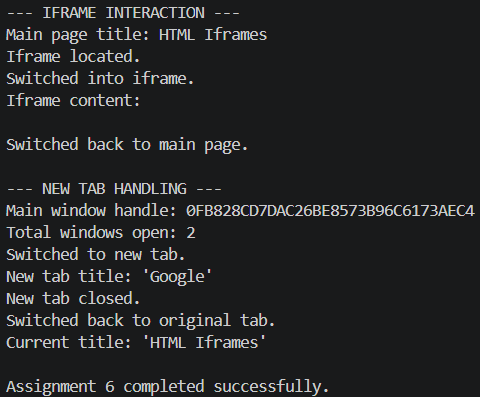 --- IFRAME INTERACTION ---
Main page title: HTML Iframes
Iframe located.
Switched into iframe.
Iframe content:
Switched back to main page.
--- NEW TAB HANDLING ---
Main window handle: 0FB828CD7DAC26BE8573B96C6173AEC4
Total windows open: 2
Switched to new tab.
New tab title: 'Google'
New tab closed.
Switched back to original tab.
Current title: 'HTML Iframes'
Assignment 6 completed successfully.